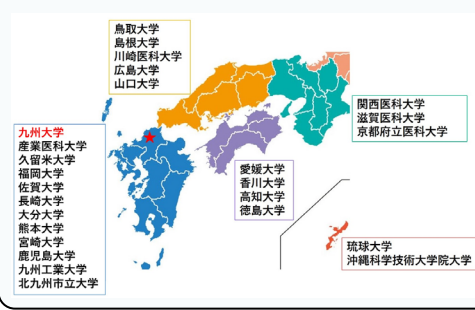 鳥取大学
島根大学
川崎医科大学
広島大学
山口大学
関西医科大学
滋賀医科大学
京都府立医科大学
九州大学
産業医科大学
久留米大学
福岡大学
佐賀大学
長崎大学
大分大学
熊本大学
宮崎大学
鹿児島大学
九州工業大学
北九州市立大学
愛媛大学
香川大学
高知大学
徳島大学
琉球大学
沖縄科学技術大学院大学